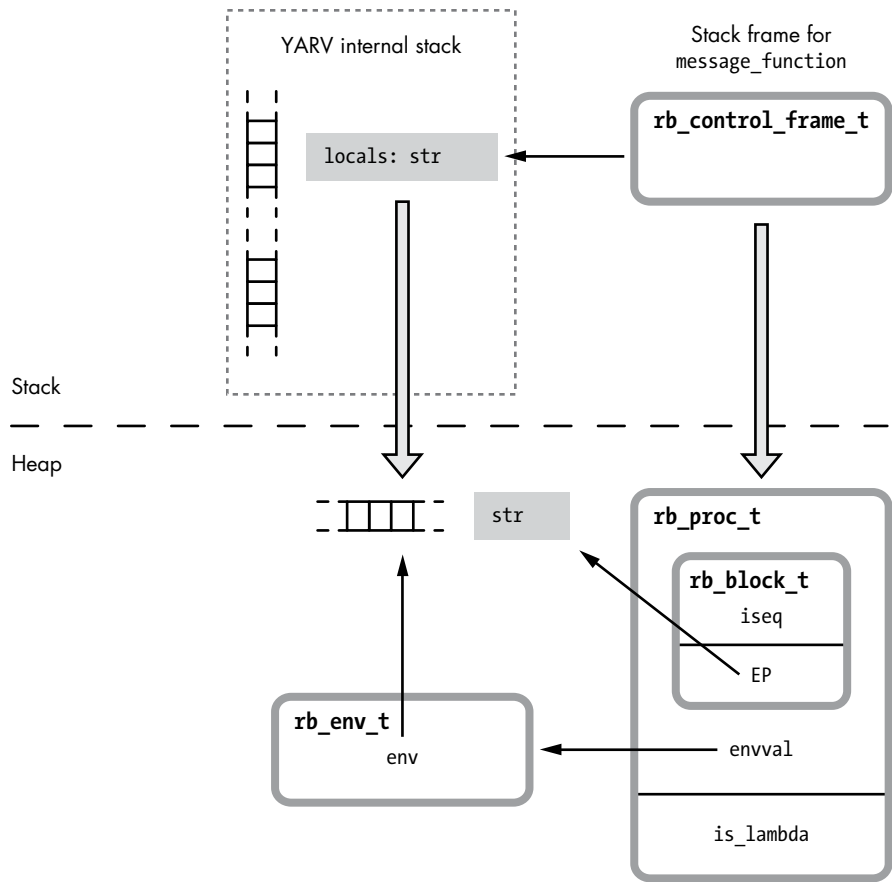 YARV internal stack
Stack frame for
message_function
rb_control_frame_t
locals: str
Stack
Heap
str
rb_proc_t
rb_block_t
iseq
EP
rb_env_t
env
envval
is_lambda